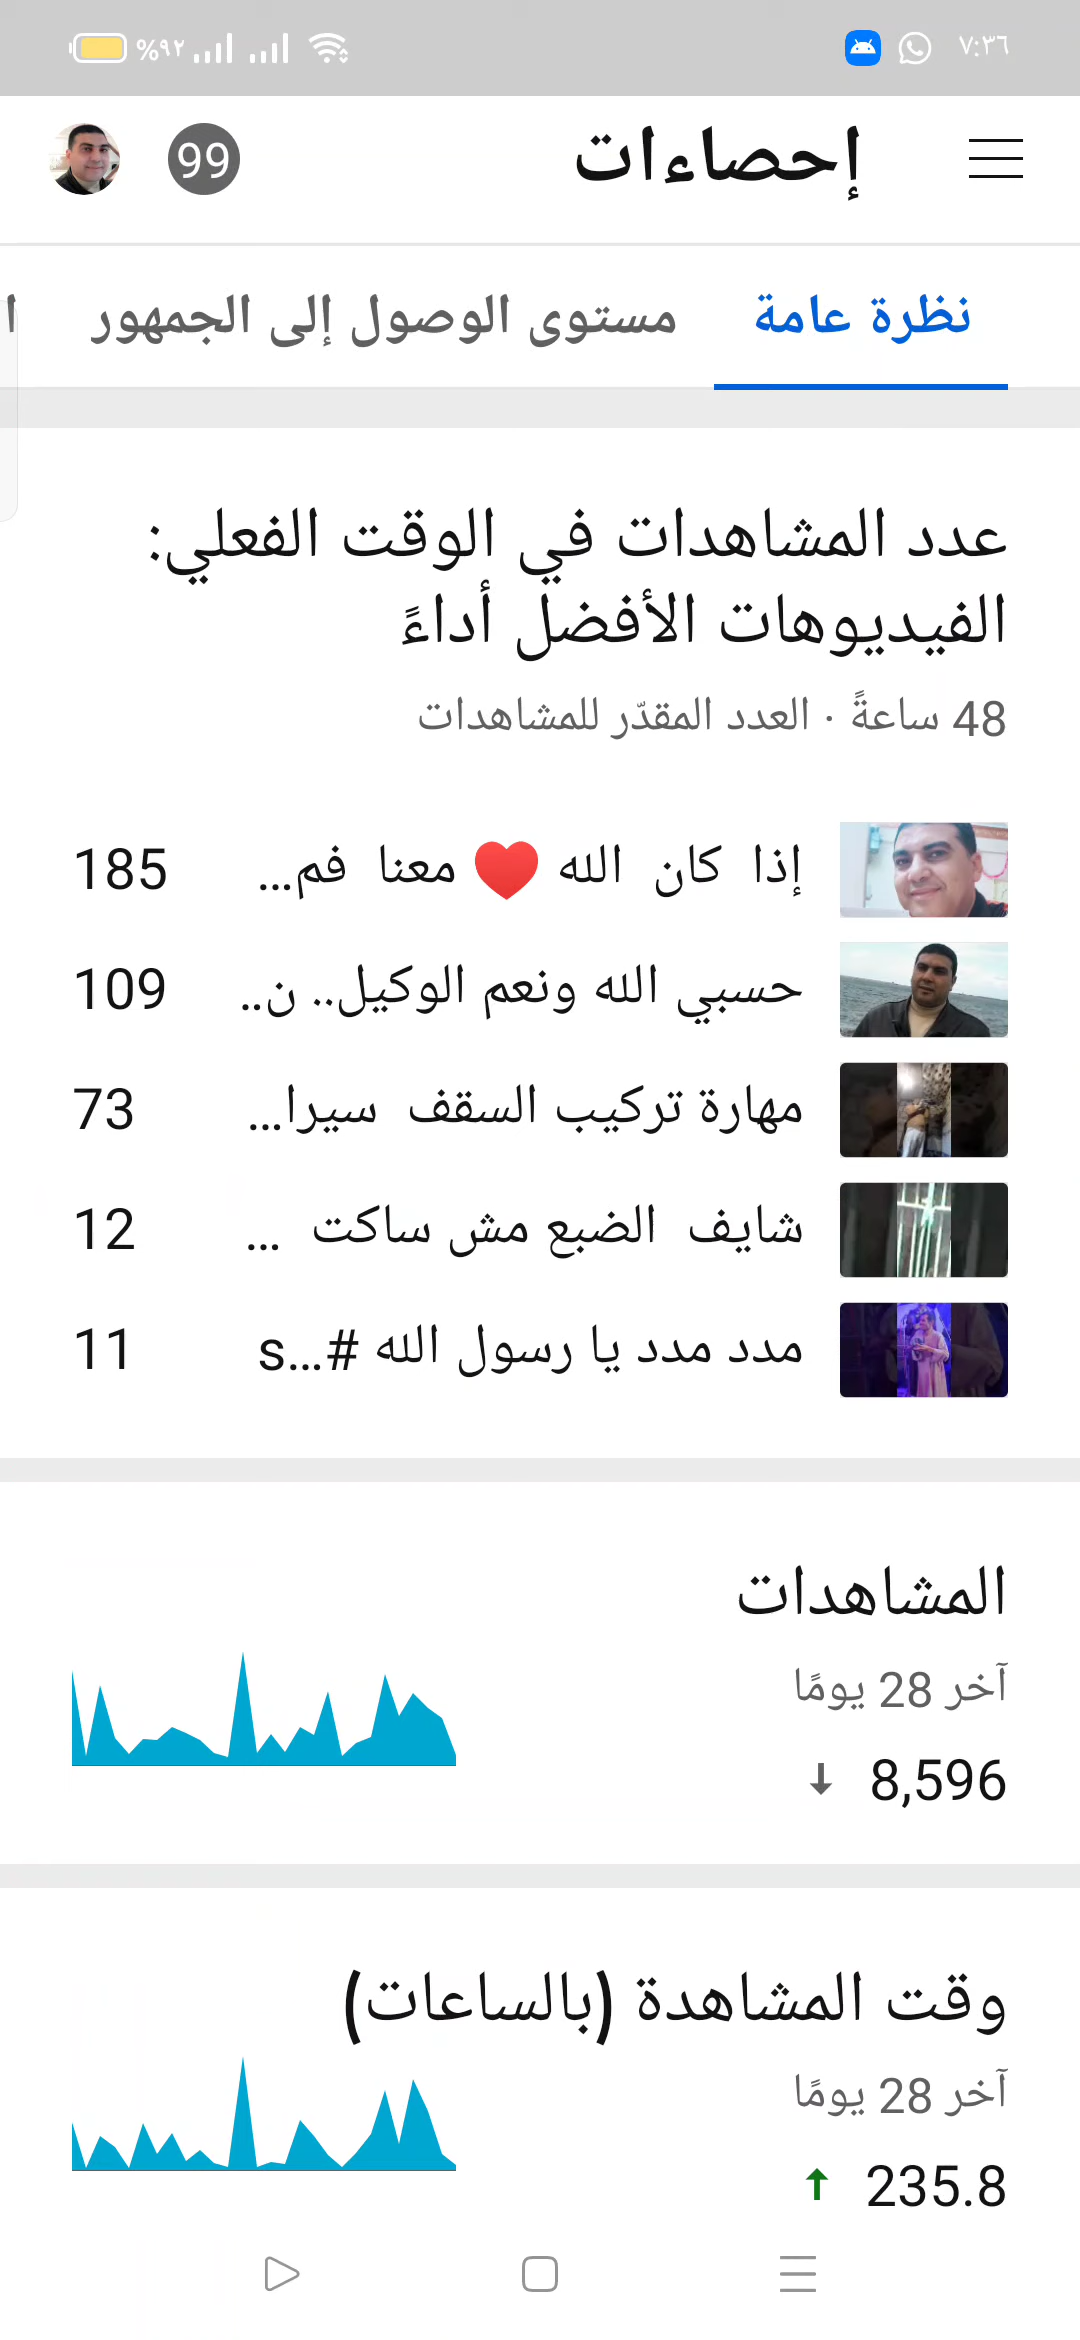 %٩٢
٧:٣٦
إحصاءات
99
نظرة عامة
مستوى الوصول إلى الجمهور
عدد المشاهدات في الوقت الفعلي:
الفيديوهات الأفضل أداءً
48 ساعةً · العدد المقدّر للمشاهدات
إذا كان الله ❤️ معنا فم...
185
حسبي الله ونعم الوكيل.. ن..
109
مهارة تركيب السقف سيرا...
73
شايف الضبع مش ساكت ...
12
مدد مدد يا رسول الله #...s
11
المشاهدات
آخر 28 يومًا
8,596 ↓
وقت المشاهدة (بالساعات)
آخر 28 يومًا
235.8 ↑